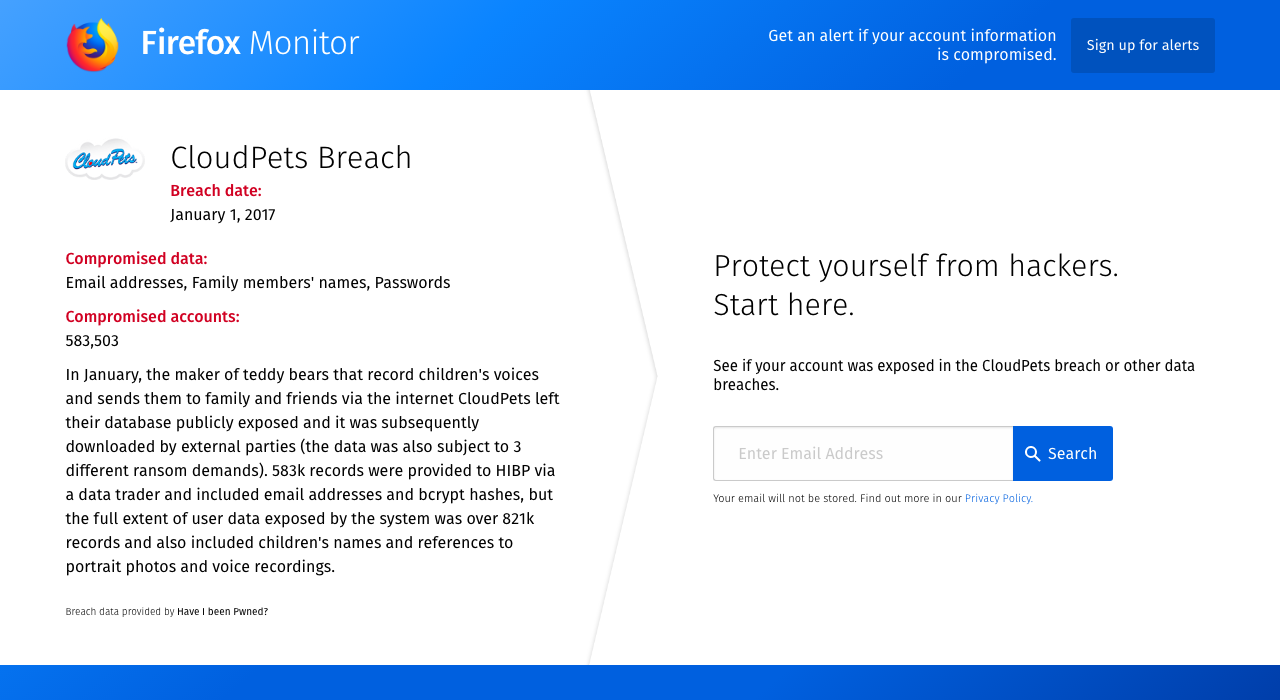 Firefox Monitor
Get an alert if your account information
is compromised.
Sign up for alerts
CloudPets
CloudPets Breach
Breach date:
January 1, 2017
Compromised data:
Email addresses, Family members' names, Passwords
Compromised accounts:
583,503
In January, the maker of teddy bears that record children's voices
and sends them to family and friends via the internet CloudPets left
their database publicly exposed and it was subsequently
downloaded by external parties (the data was also subject to 3
different ransom demands). 583k records were provided to HIBP via
a data trader and included email addresses and bcrypt hashes, but
the full extent of user data exposed by the system was over 821k
records and also included children's names and references to
portrait photos and voice recordings.
Breach data provided by Have I been Pwned?
Protect yourself from hackers.
Start here.
See if your account was exposed in the CloudPets breach or other data
breaches.
Enter Email Address
Search
Your email will not be stored. Find out more in our Privacy Policy.